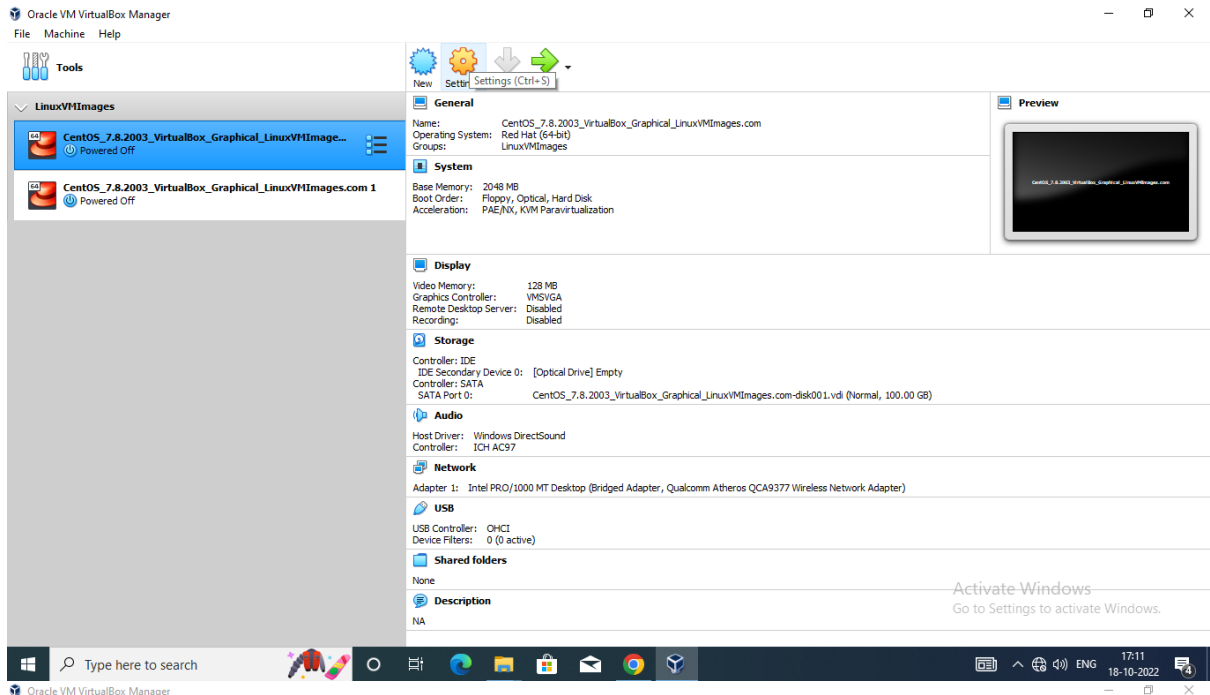 Oracle VM VirtualBox Manager
File Machine Help
Tools
New Settin Settings (Ctrl+S)
LinuxVMImages
64 CentOS_7.8.2003_VirtualBox_Graphical_LinuxVMImage...
Powered Off
64 CentOS_7.8.2003_VirtualBox_Graphical_LinuxVMImages.com 1
Powered Off
General
Name: CentOS_7.8.2003_VirtualBox_Graphical_LinuxVMImages.com
Operating System: Red Hat (64-bit)
Groups: LinuxVMImages
Preview
CentOS_7.8.2003_VirtualBox_Graphical_LinuxVMImages.com
System
Base Memory: 2048 MB
Boot Order: Floppy, Optical, Hard Disk
Acceleration: PAE/NX, KVM Paravirtualization
Display
Video Memory: 128 MB
Graphics Controller: VMSVGA
Remote Desktop Server: Disabled
Recording: Disabled
Storage
Controller: IDE
IDE Secondary Device 0: [Optical Drive] Empty
Controller: SATA
SATA Port 0: CentOS_7.8.2003_VirtualBox_Graphical_LinuxVMImages.com-disk001.vdi (Normal, 100.00 GB)
Audio
Host Driver: Windows DirectSound
Controller: ICH AC97
Network
Adapter 1: Intel PRO/1000 MT Desktop (Bridged Adapter, Qualcomm Atheros QCA9377 Wireless Network Adapter)
USB
USB Controller: OHCI
Device Filters: 0 (0 active)
Shared folders
None
Description
NA
Activate Windows
Go to Settings to activate Windows.
Type here to search
ENG
17:11
18-10-2022
4
Oracle VM VirtualBox Manager